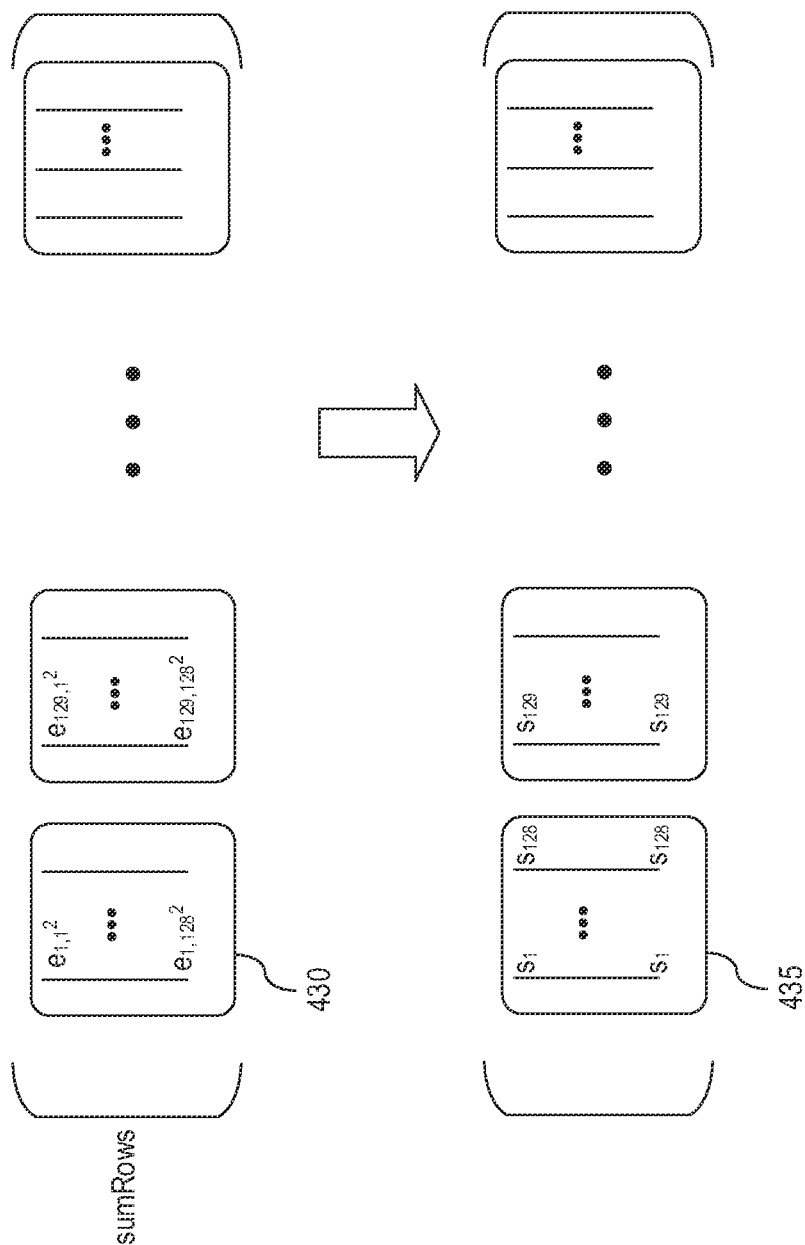 sumRows
e₁,₁² e₁₂₉,₁²
e₁,₁₂₈² e₁₂₉,₁₂₈²
430
s₁ s₁₂₈ s₁₂₉
s₁ s₁₂₈ s₁₂₉
435